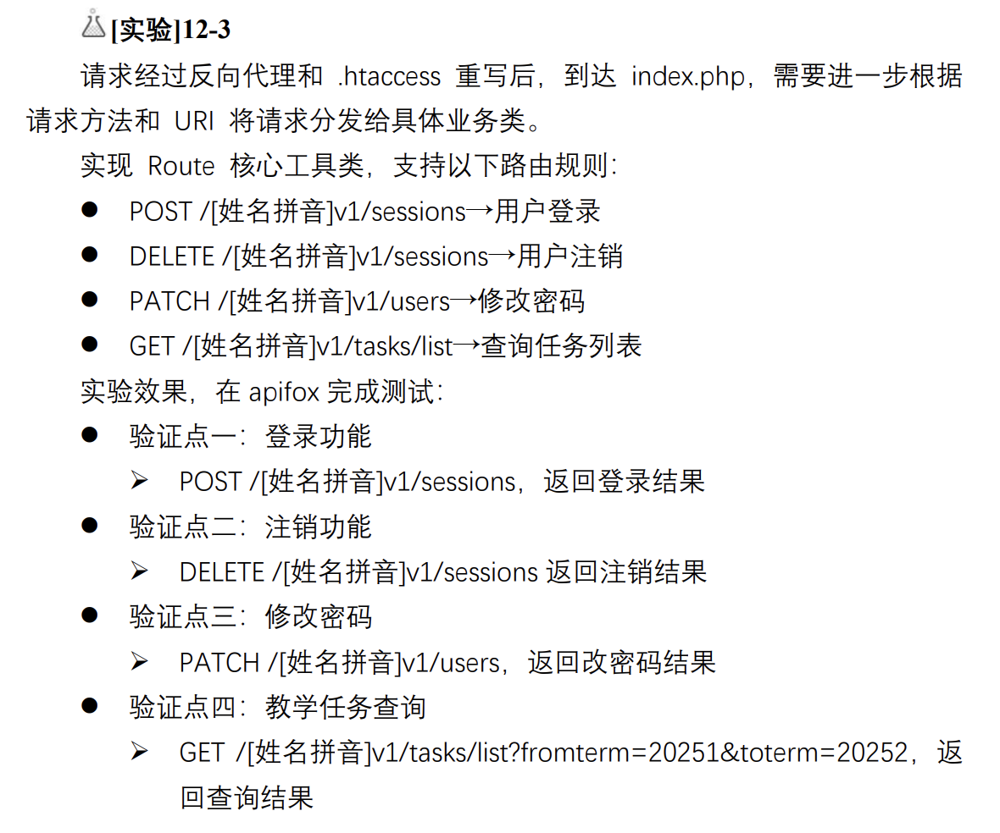 [实验]12-3
请求经过反向代理和 .htaccess 重写后，到达 index.php，需要进一步根据
请求方法和 URI 将请求分发给具体业务类。
实现 Route 核心工具类，支持以下路由规则：
● POST /[姓名拼音]v1/sessions→用户登录
● DELETE /[姓名拼音]v1/sessions→用户注销
● PATCH /[姓名拼音]v1/users→修改密码
● GET /[姓名拼音]v1/tasks/list→查询任务列表
实验效果，在 apifox 完成测试：
● 验证点一：登录功能
➢ POST /[姓名拼音]v1/sessions，返回登录结果
● 验证点二：注销功能
➢ DELETE /[姓名拼音]v1/sessions 返回注销结果
● 验证点三：修改密码
➢ PATCH /[姓名拼音]v1/users，返回改密码结果
● 验证点四：教学任务查询
➢ GET /[姓名拼音]v1/tasks/list?fromterm=20251&toterm=20252，返
回查询结果